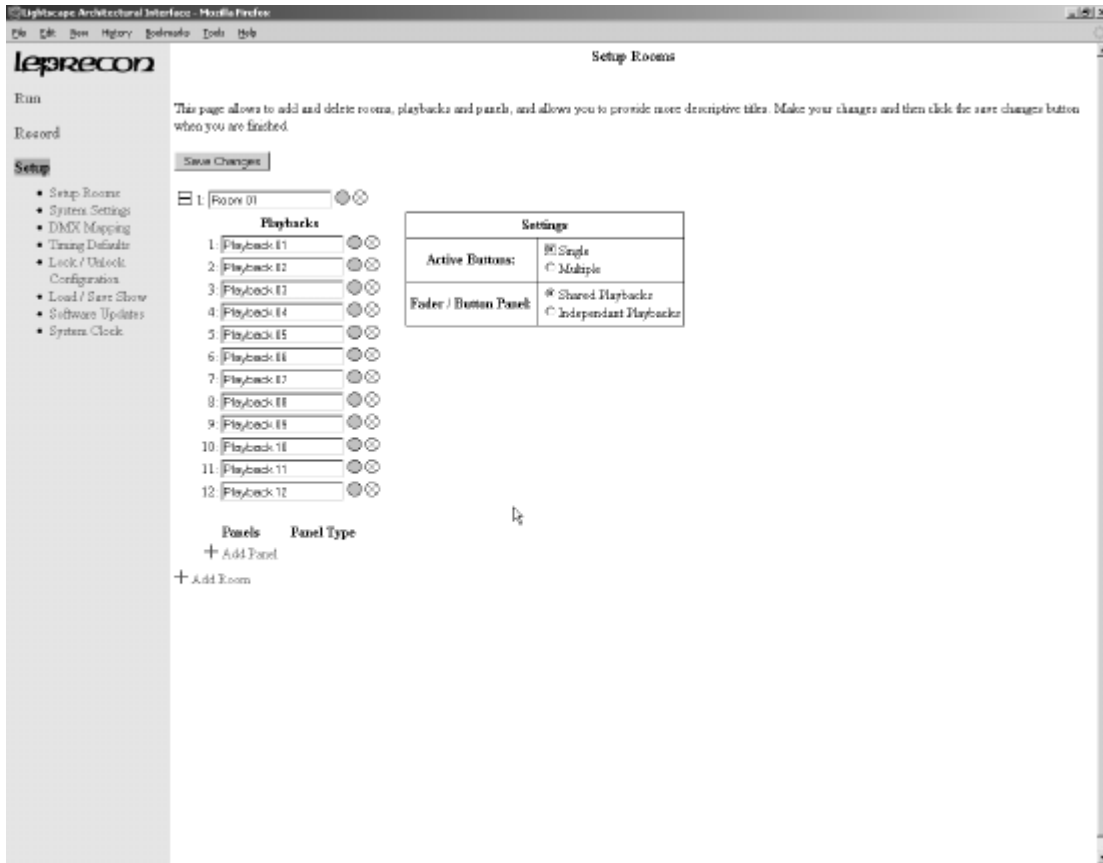 Lightscape Architectural Interface - Mozilla Firefox
File Edit View History Bookmarks Tools Help
leprecon
Run
Record
Setup
• Setup Rooms
• System Settings
• DMX Mapping
• Timing Defaults
• Lock / Unlock
Configuration
• Load / Save Show
• Software Updates
• System Clock
Setup Rooms
This page allows to add and delete rooms, playbacks and panels, and allows you to provide more descriptive titles. Make your changes and then click the save changes button
when you are finished.
Save Changes
1: Room 01
Playbacks
1: Playback 01
2: Playback 02
3: Playback 03
4: Playback 04
5: Playback 05
6: Playback 06
7: Playback 07
8: Playback 08
9: Playback 09
10: Playback 10
11: Playback 11
12: Playback 12
Settings
Active Buttons:
Single
Multiple
Fader / Button Panel:
Shared Playbacks
Independant Playbacks
Panels Panel Type
+ Add Panel
+ Add Room